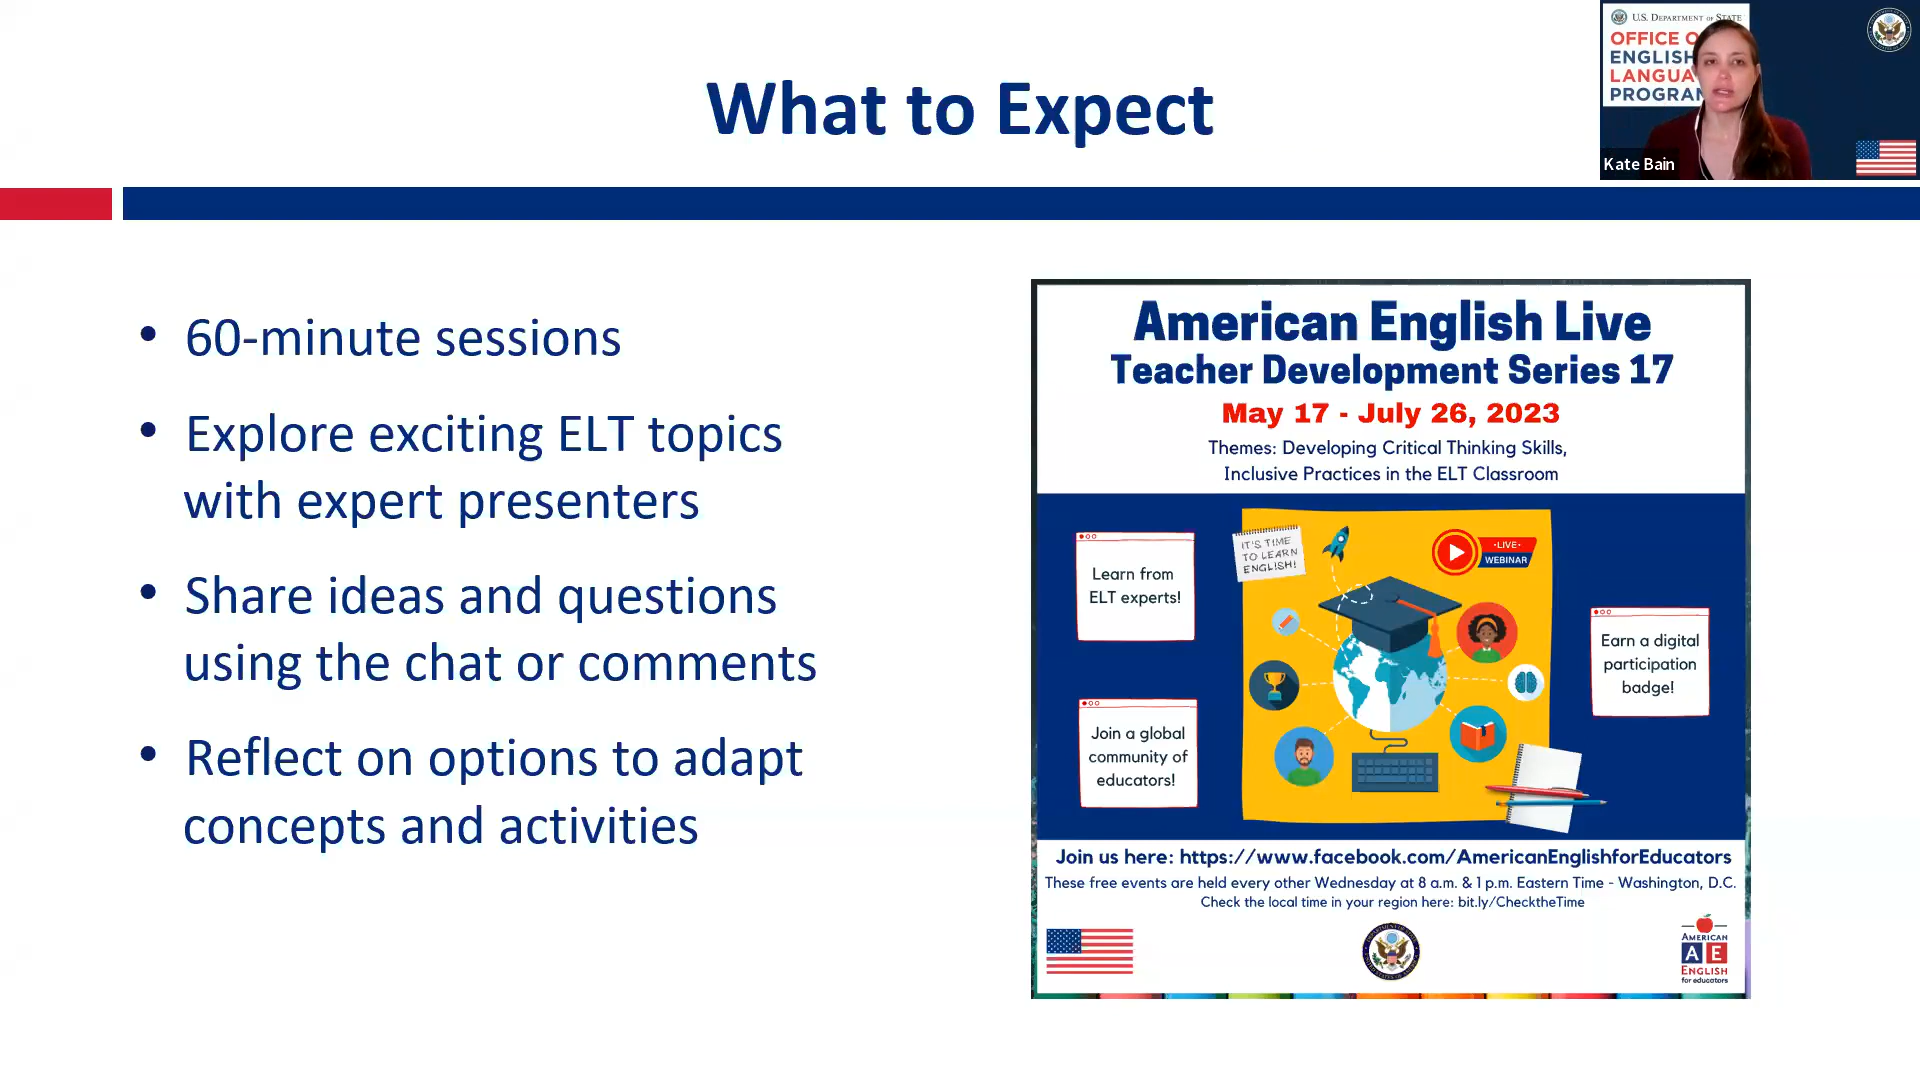 What to Expect
U.S. DEPARTMENT of STATE
OFFICE O
ENGLISH
LANGUA
PROGRAM
Kate Bain
• 60-minute sessions
• Explore exciting ELT topics
with expert presenters
• Share ideas and questions
using the chat or comments
• Reflect on options to adapt
concepts and activities
American English Live
Teacher Development Series 17
May 17 - July 26, 2023
Themes: Developing Critical Thinking Skills,
Inclusive Practices in the ELT Classroom
Learn from
ELT experts!
IT'S TIME
TO LEARN
ENGLISH!
•LIVE•
WEBINAR
Earn a digital
participation
badge!
Join a global
community of
educators!
Join us here: https://www.facebook.com/AmericanEnglishforEducators
These free events are held every other Wednesday at 8 a.m. & 1 p.m. Eastern Time - Washington, D.C.
Check the local time in your region here: bit.ly/ChecktheTime
AMERICAN
A E
ENGLISH
for educators